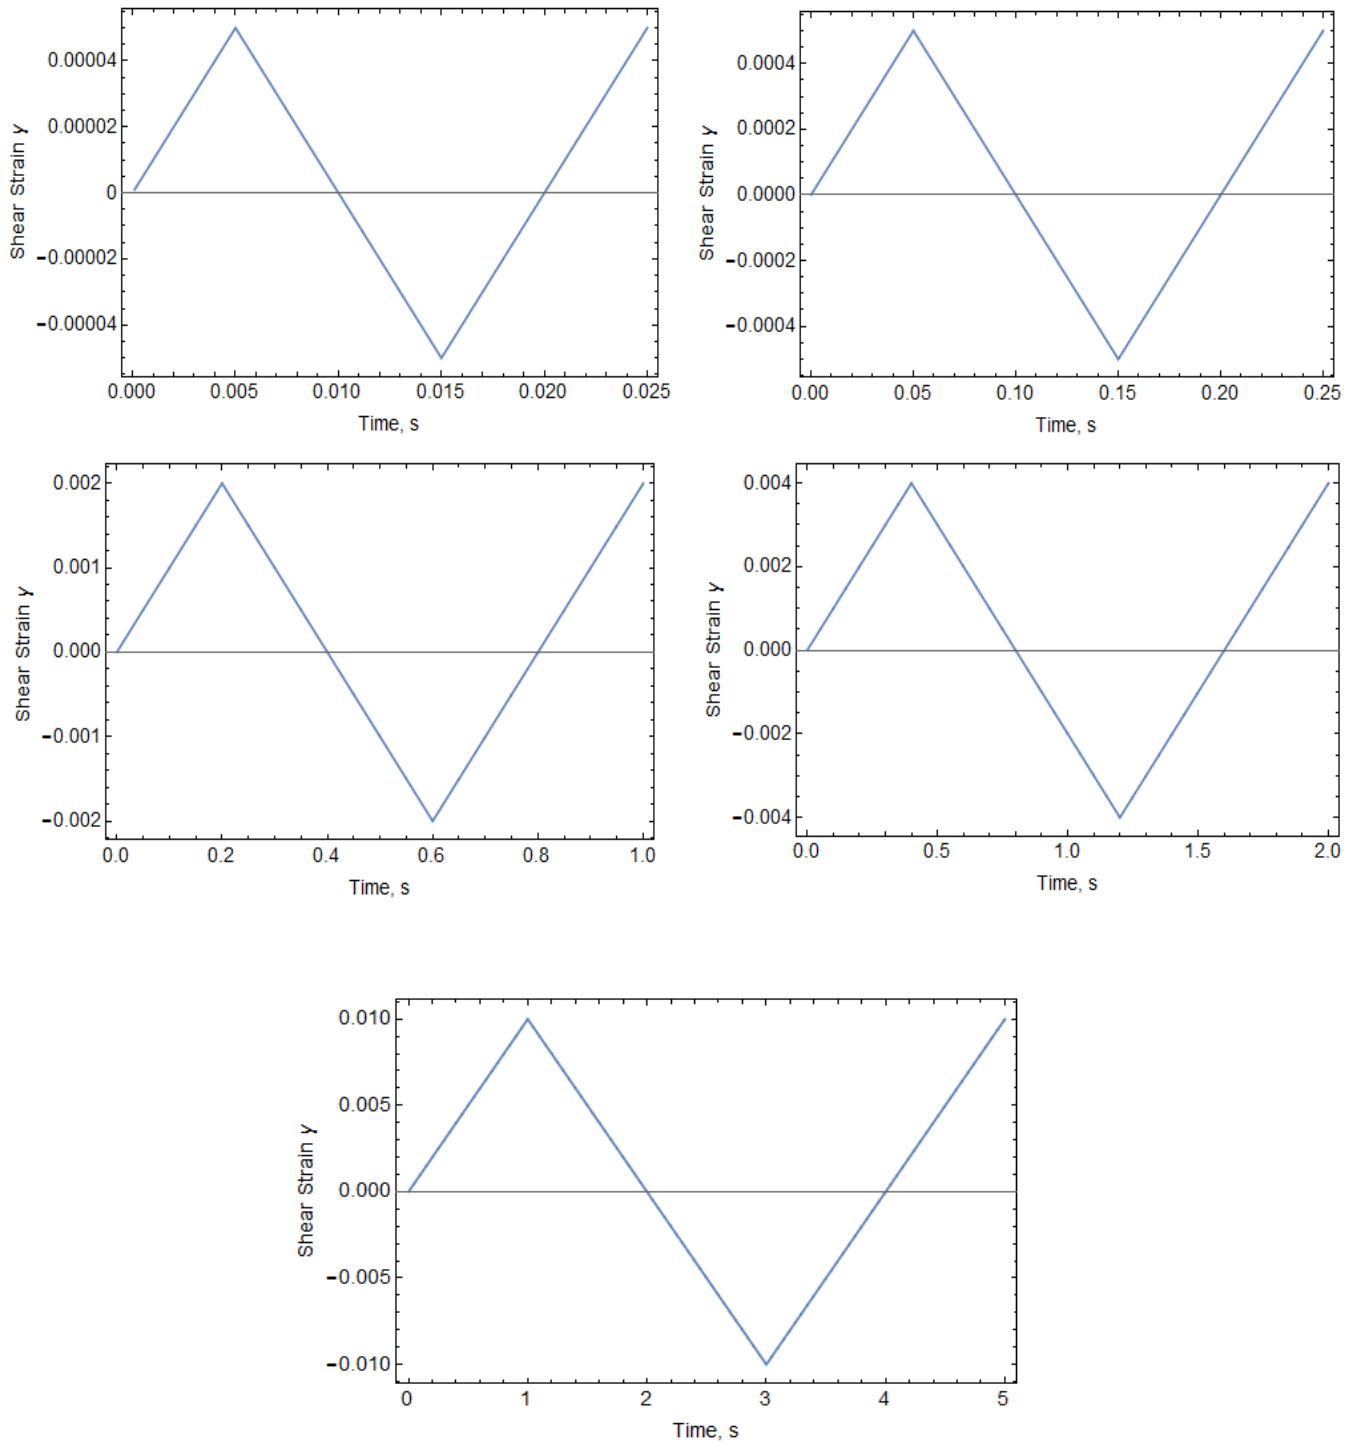 0.00004
0.00002
0
−0.00002
−0.00004
Shear Strain γ
0.000 0.005 0.010 0.015 0.020 0.025
Time, s
0.0004
0.0002
0.0000
−0.0002
−0.0004
Shear Strain γ
0.00 0.05 0.10 0.15 0.20 0.25
Time, s
0.002
0.001
0.000
−0.001
−0.002
Shear Strain γ
0.0 0.2 0.4 0.6 0.8 1.0
Time, s
0.004
0.002
0.000
−0.002
−0.004
Shear Strain γ
0.0 0.5 1.0 1.5 2.0
Time, s
0.010
0.005
0.000
−0.005
−0.010
Shear Strain γ
0 1 2 3 4 5
Time, s